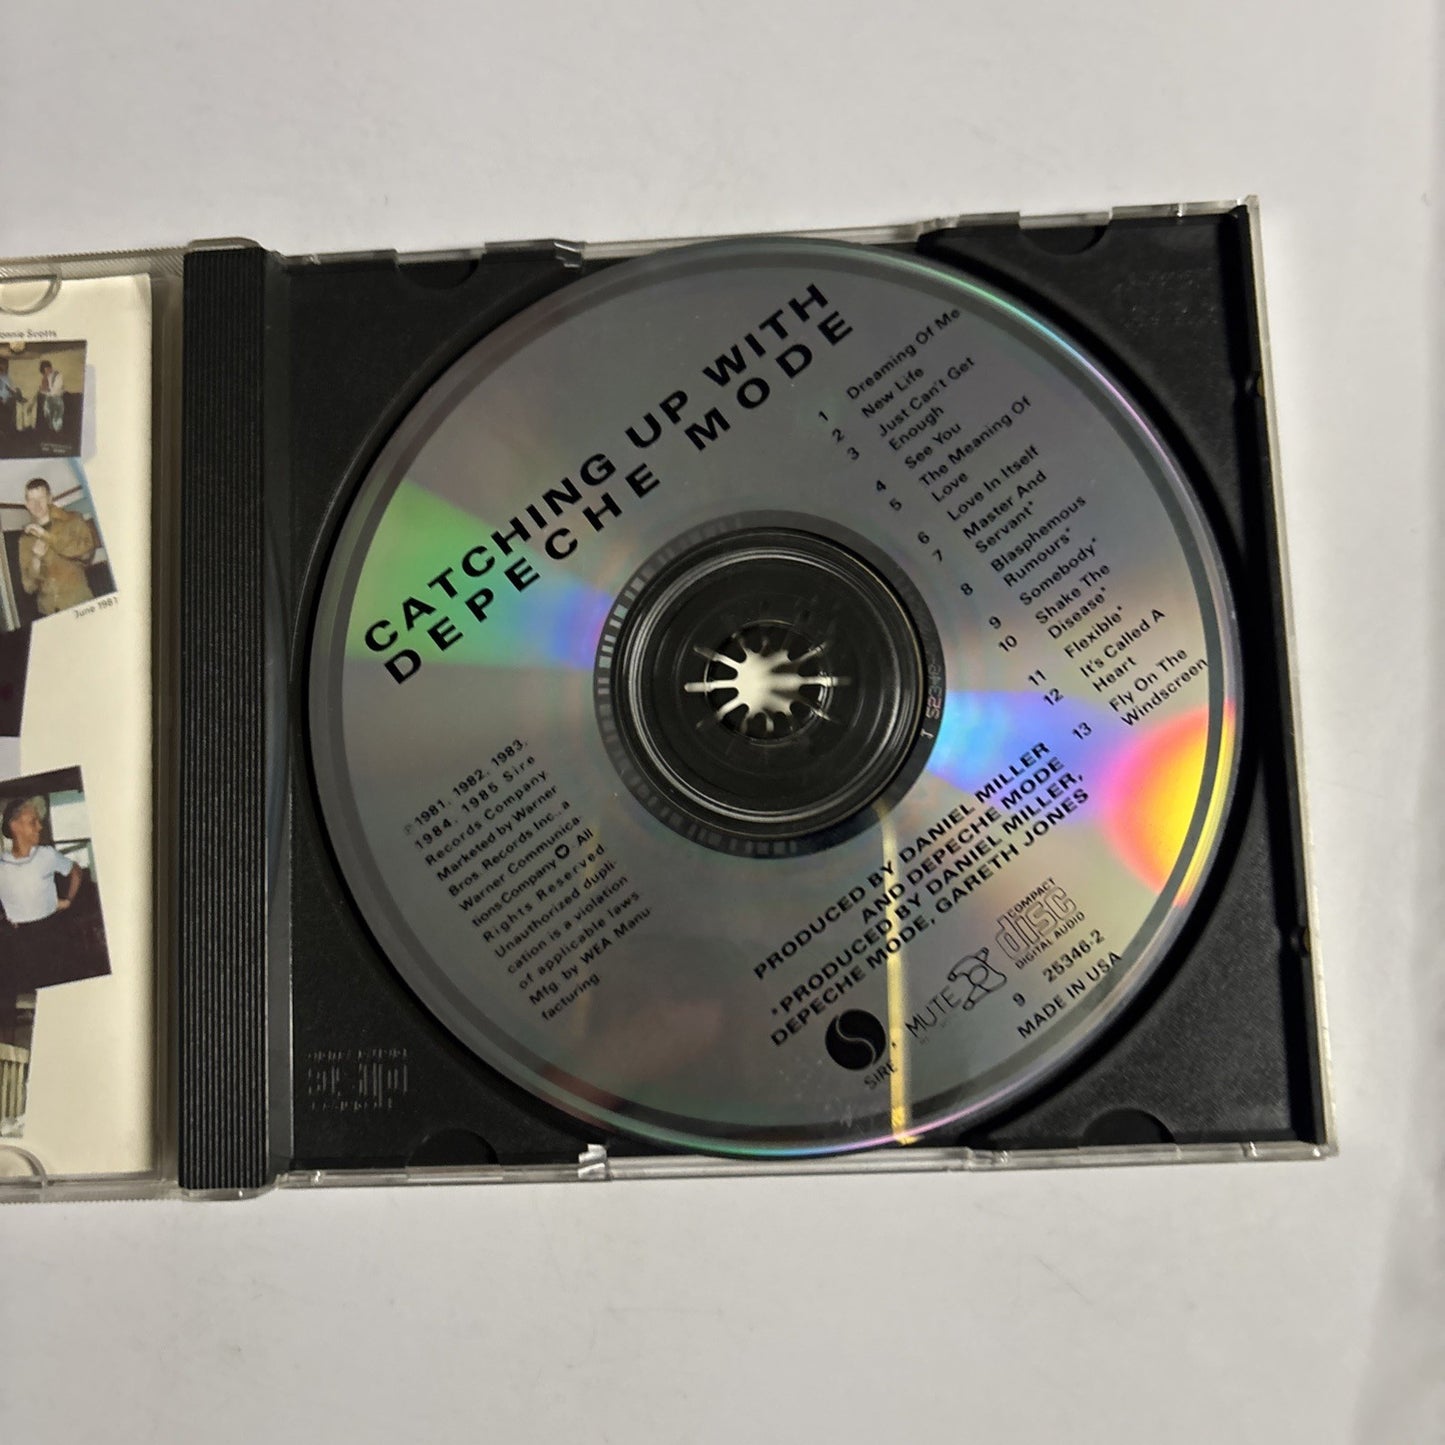 onnie Scotts
June 1981
CATCHING UP WITH
DEPECHE MODE
1 Dreaming Of Me
2 New Life
3 Just Can't Get
Enough
4 See You
5 The Meaning Of
Love
6 Love In Itself
7 Master And
Servant*
8 Blasphemous
Rumours*
9 Somebody*
10 Shake The
Disease*
11 Flexible*
12 It's Called A
Heart
13 Fly On The
Windscreen
℗1981, 1982, 1983,
1984, 1985 Sire
Records Company
Marketed by Warner
Bros. Records Inc., a
Warner Communica-
tions Company All
Rights Reserved.
Unauthorized dupli-
cation is a violation
of applicable laws
Mfg. by WEA Manu-
facturing
PRODUCED BY DANIEL MILLER
AND DEPECHE MODE
*PRODUCED BY DANIEL MILLER,
DEPECHE MODE, GARETH JONES
SIRE
MUTE
COMPACT
disc
DIGITAL AUDIO
9 25346-2
MADE IN USA